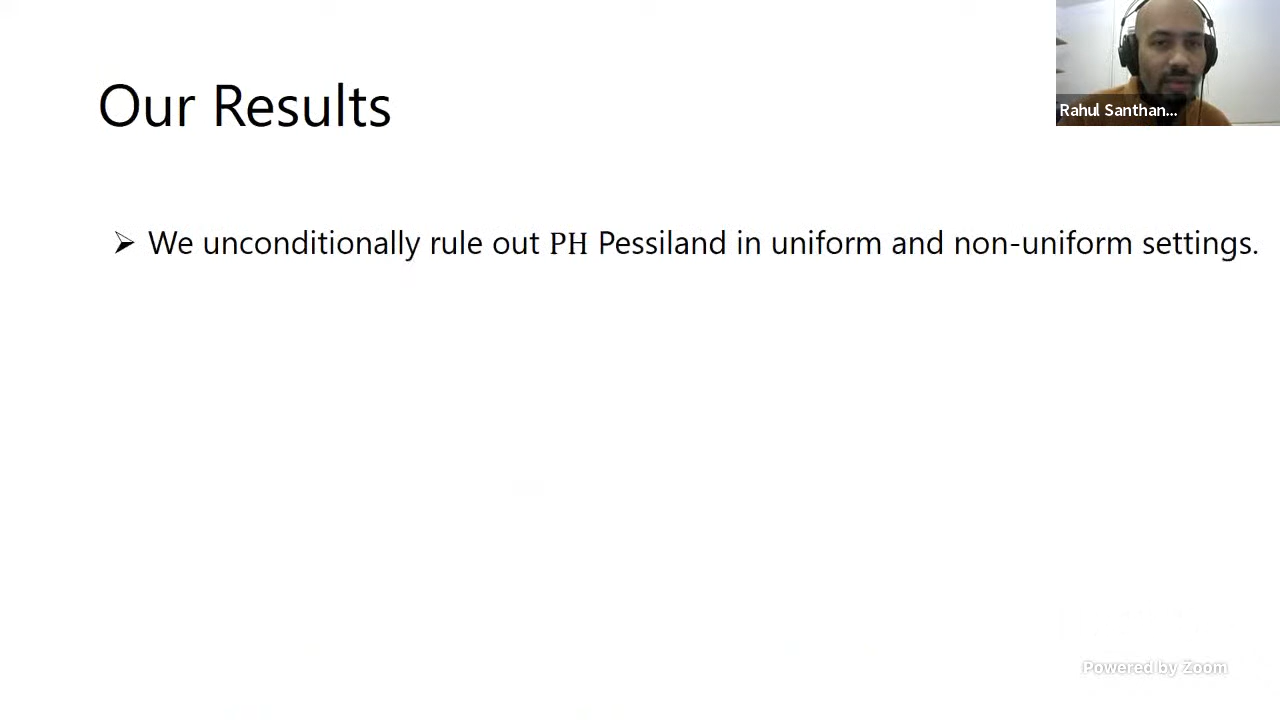 Our Results
Rahul Santhan...
➢ We unconditionally rule out PH Pessiland in uniform and non-uniform settings.
Powered by Zoom